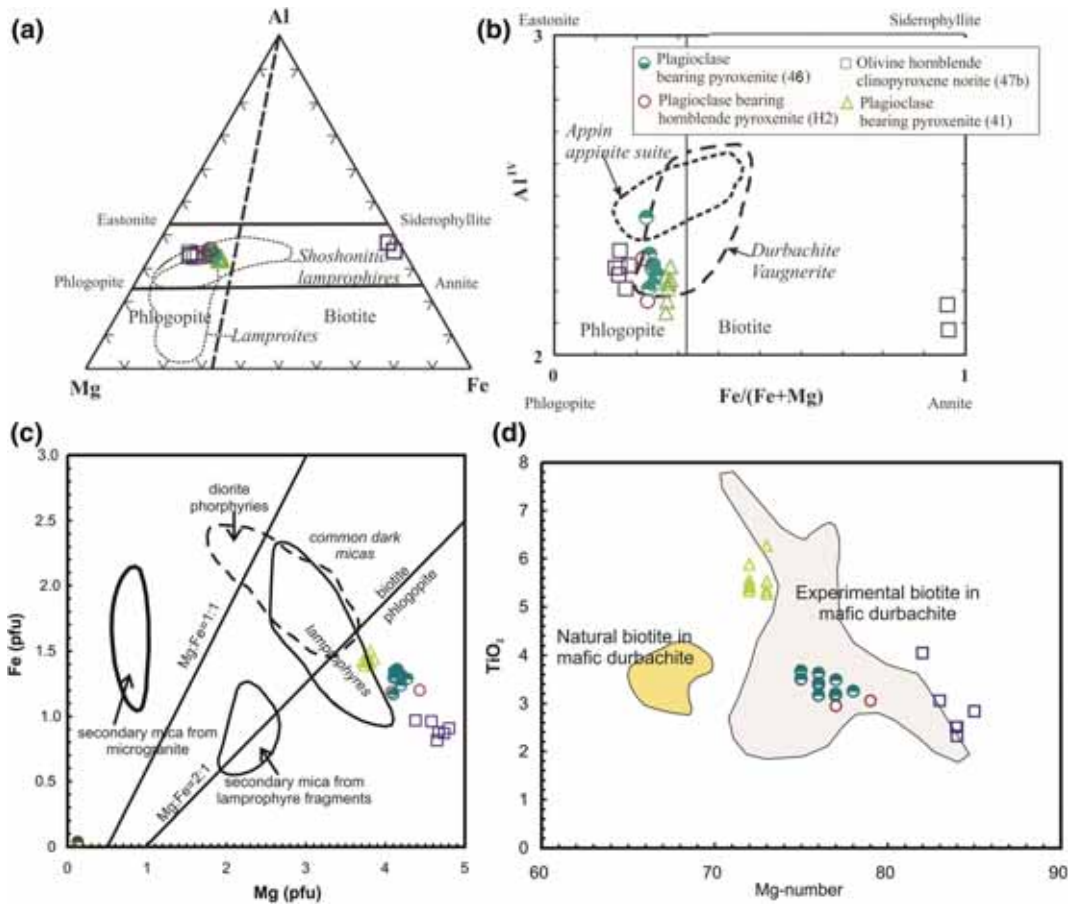 (a)
Al
Eastonite
Siderophyllite
Shoshonitic
lamprophires
Phlogopite
Annite
Phlogopite
Biotite
Lamproites
Mg
Fe
(b)
Eastonite
Siderophyllite
3
Plagioclase
bearing pyroxenite (46)
Olivine hornblende
clinopyroxene norite (47b)
Plagioclase bearing
hornblende pyroxenite (H2)
Plagioclase
bearing pyroxenite (41)
Appin
appinite suite
Al^IV
Durbachite
Vaugnerite
Phlogopite
Biotite
2
0
1
Phlogopite
Fe/(Fe+Mg)
Annite
(c)
3.0
2.5
2.0
1.5
1.0
0.5
0
Fe (pfu)
diorite
phorphyries
common dark
micas
biotite
phlogopite
Mg:Fe=1:1
lamprophyres
secondary mica from
microgranite
Mg:Fe=2:1
secondary mica from
lamprophyre fragments
0
1
2
3
4
5
Mg (pfu)
(d)
8
7
6
5
4
3
2
1
0
TiO₂
Experimental biotite in
mafic durbachite
Natural biotite in
mafic durbachite
60
70
80
90
Mg-number